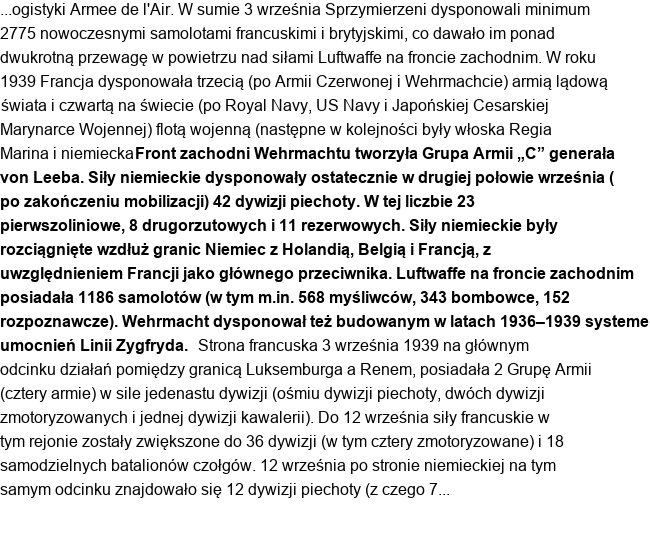 ...ogistyki Armee de l'Air. W sumie 3 września Sprzymierzeni dysponowali minimum
2775 nowoczesnymi samolotami francuskimi i brytyjskimi, co dawało im ponad
dwukrotną przewagę w powietrzu nad siłami Luftwaffe na froncie zachodnim. W roku
1939 Francja dysponowała trzecią (po Armii Czerwonej i Wehrmachcie) armią lądową
świata i czwartą na świecie (po Royal Navy, US Navy i Japońskiej Cesarskiej
Marynarce Wojennej) flotą wojenną (następne w kolejności były włoska Regia
Marina i niemiecka Front zachodni Wehrmachtu tworzyła Grupa Armii „C” generała
von Leeba. Siły niemieckie dysponowały ostatecznie w drugiej połowie września (
po zakończeniu mobilizacji) 42 dywizji piechoty. W tej liczbie 23
pierwszoliniowe, 8 drugorzutowych i 11 rezerwowych. Siły niemieckie były
rozciągnięte wzdłuż granic Niemiec z Holandią, Belgią i Francją, z
uwzględnieniem Francji jako głównego przeciwnika. Luftwaffe na froncie zachodnim
posiadała 1186 samolotów (w tym m.in. 568 myśliwców, 343 bombowce, 152
rozpoznawcze). Wehrmacht dysponował też budowanym w latach 1936–1939 systeme
umocnień Linii Zygfryda. Strona francuska 3 września 1939 na głównym
odcinku działań pomiędzy granicą Luksemburga a Renem, posiadała 2 Grupę Armii
(cztery armie) w sile jedenastu dywizji (ośmiu dywizji piechoty, dwóch dywizji
zmotoryzowanych i jednej dywizji kawalerii). Do 12 września siły francuskie w
tym rejonie zostały zwiększone do 36 dywizji (w tym cztery zmotoryzowane) i 18
samodzielnych batalionów czołgów. 12 września po stronie niemieckiej na tym
samym odcinku znajdowało się 12 dywizji piechoty (z czego 7...